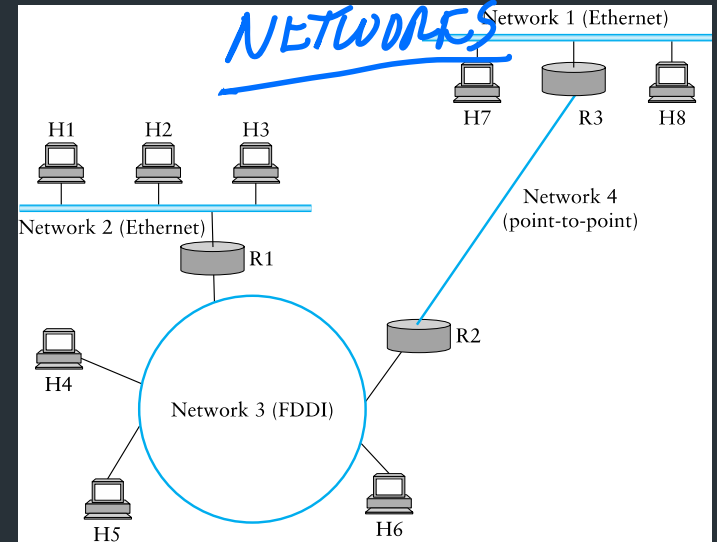 NETWORKS
Network 1 (Ethernet)
H7
R3
H8
H1
H2
H3
Network 4
(point-to-point)
Network 2 (Ethernet)
R1
R2
H4
Network 3 (FDDI)
H5
H6